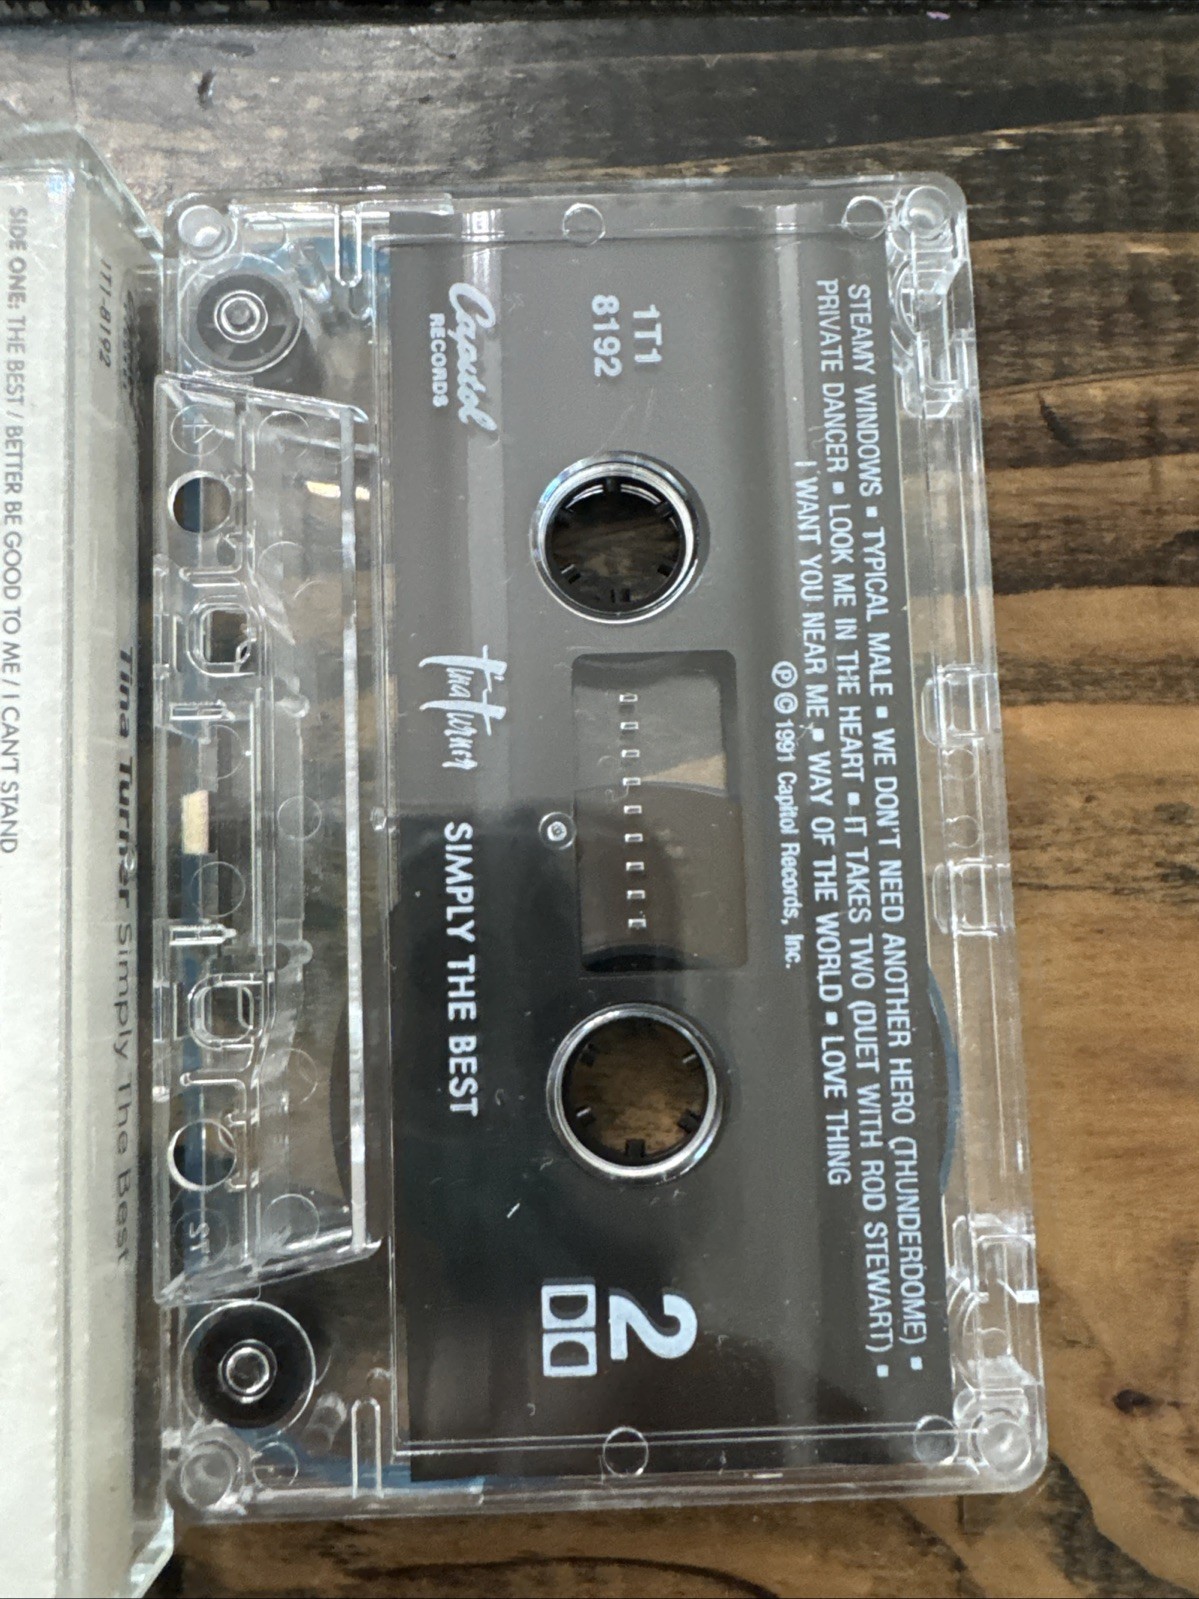 STEAMY WINDOWS ▪ TYPICAL MALE ▪ WE DON'T NEED ANOTHER HERO (THUNDERDOME) ▪
PRIVATE DANCER ▪ LOOK ME IN THE HEART ▪ IT TAKES TWO (DUET WITH ROD STEWART) ▪
I WANT YOU NEAR ME ▪ WAY OF THE WORLD ▪ LOVE THING
℗ © 1991 Capitol Records, Inc.
1T1
8192
2
Capitol
RECORDS
Tina Turner
SIMPLY THE BEST
ST
1T1-8192
Tina Turner Simply The Best
SIDE ONE: THE BEST / BETTER BE GOOD TO ME / I CAN'T STAND